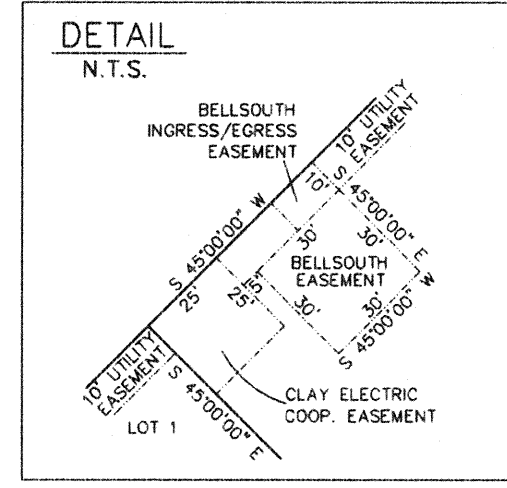 DETAIL
N.T.S.
BELLSOUTH
INGRESS/EGRESS
EASEMENT
10' UTILITY
EASEMENT
10'
S 45°00'00" E
S 45°00'00" W
30'
30'
BELLSOUTH
EASEMENT
25'
25'
15'
30'
30'
S 45°00'00" W
10' UTILITY
EASEMENT
S 45°00'00" E
LOT 1
CLAY ELECTRIC
COOP. EASEMENT